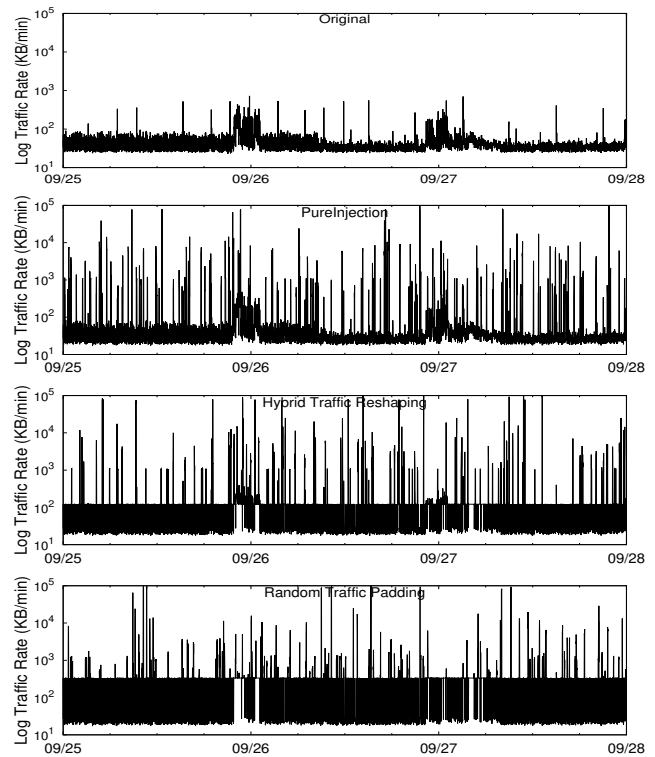 Original
Log Traffic Rate (KB/min)
10^5
10^4
10^3
10^2
10^1
09/25 09/26 09/27 09/28
PureInjection
Log Traffic Rate (KB/min)
10^5
10^4
10^3
10^2
10^1
09/25 09/26 09/27 09/28
Hybrid Traffic Reshaping
Log Traffic Rate (KB/min)
10^5
10^4
10^3
10^2
10^1
09/25 09/26 09/27 09/28
Random Traffic Padding
Log Traffic Rate (KB/min)
10^5
10^4
10^3
10^2
10^1
09/25 09/26 09/27 09/28